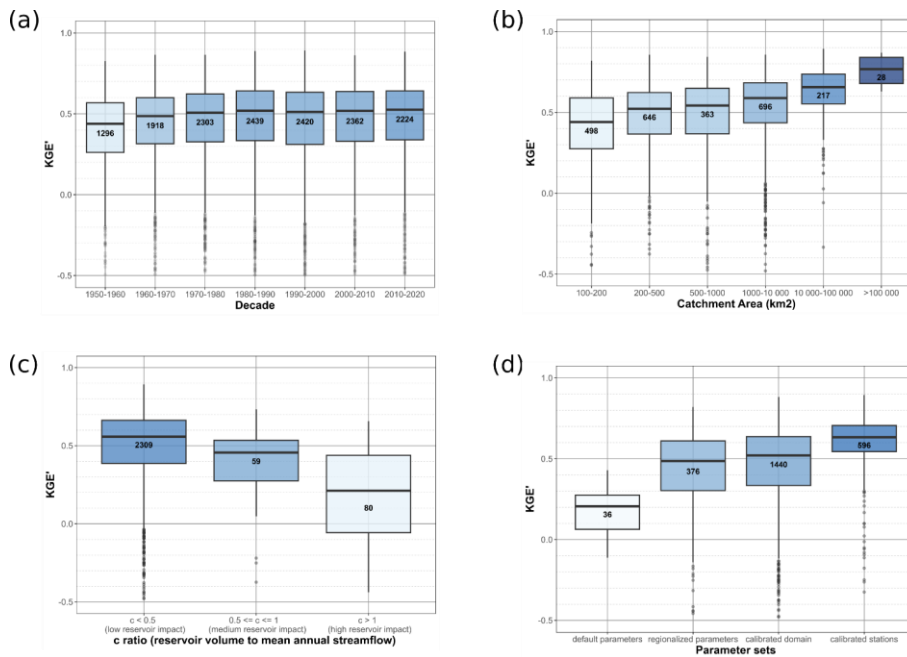 (a)
1.0
0.5
0.0
-0.5
KGE'
1296
1918
2303
2439
2420
2362
2224
1950-1960 1960-1970 1970-1980 1980-1990 1990-2000 2000-2010 2010-2020
Decade
(b)
1.0
0.5
0.0
-0.5
KGE'
498
646
363
696
217
28
100-200 200-500 500-1000 1000-10 000 10 000-100 000 >100 000
Catchment Area (km2)
(c)
1.0
0.5
0.0
-0.5
KGE'
2309
59
80
c < 0.5 0.5 <= c <= 1 c > 1
(low reservoir impact) (medium reservoir impact) (high reservoir impact)
c ratio (reservoir volume to mean annual streamflow)
(d)
1.0
0.5
0.0
-0.5
KGE'
36
376
1440
596
default parameters regionalized parameters calibrated domain calibrated stations
Parameter sets